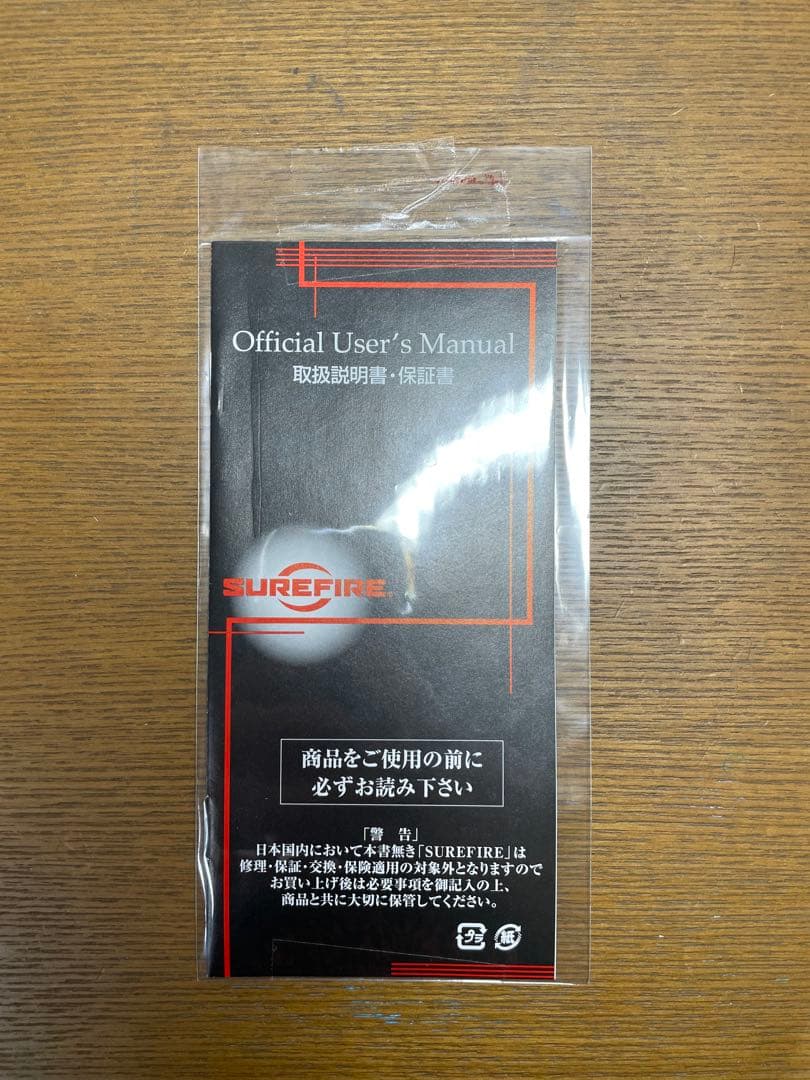 Official User's Manual
取扱説明書・保証書
SUREFIRE
商品をご使用の前に
必ずお読み下さい
「警 告」
日本国内において本書無き「SUREFIRE」は
修理・保証・交換・保険適用の対象外となりますので
お買い上げ後は必要事項を御記入の上、
商品と共に大切に保管してください。
プラ 紙